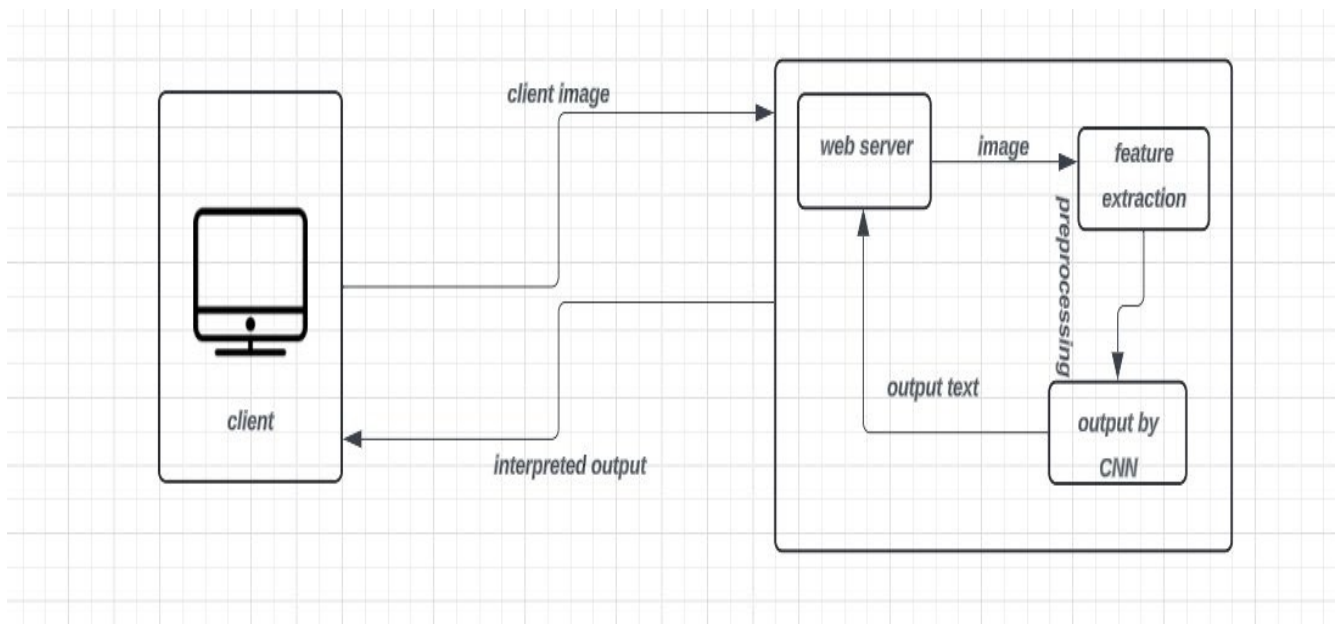 client image
web server
image
feature
extraction
preprocessing
output text
output by
CNN
client
interpreted output